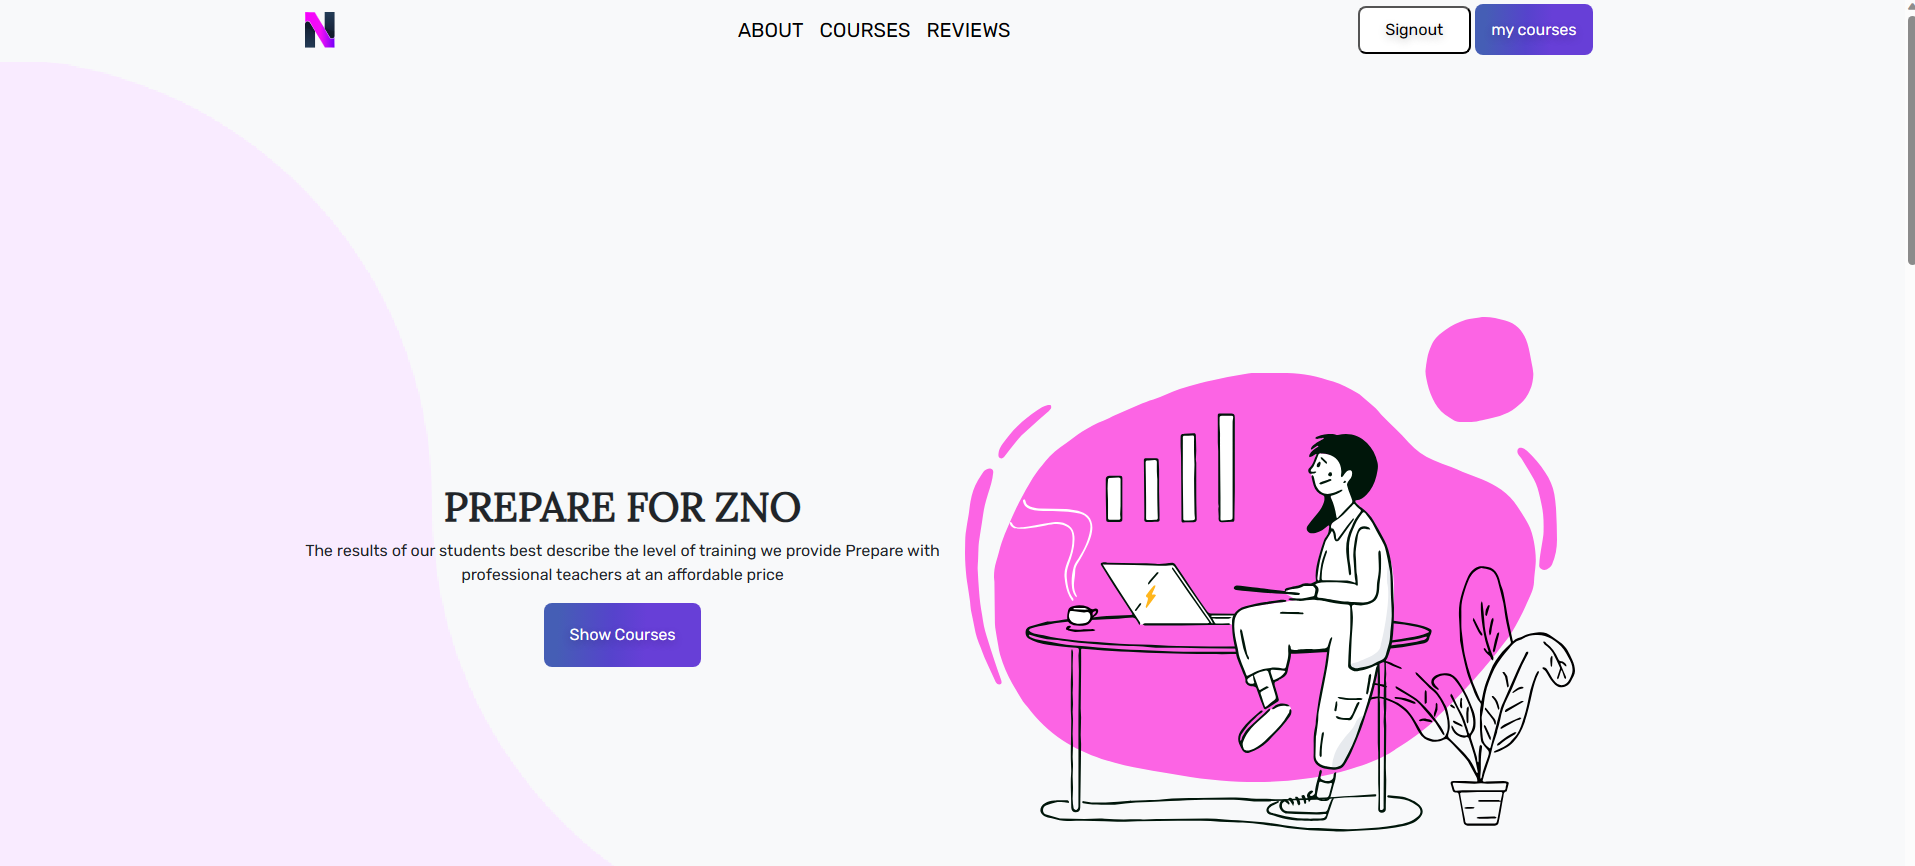 N
ABOUT COURSES REVIEWS
Signout my courses
PREPARE FOR ZNO
The results of our students best describe the level of training we provide Prepare with
professional teachers at an affordable price
Show Courses